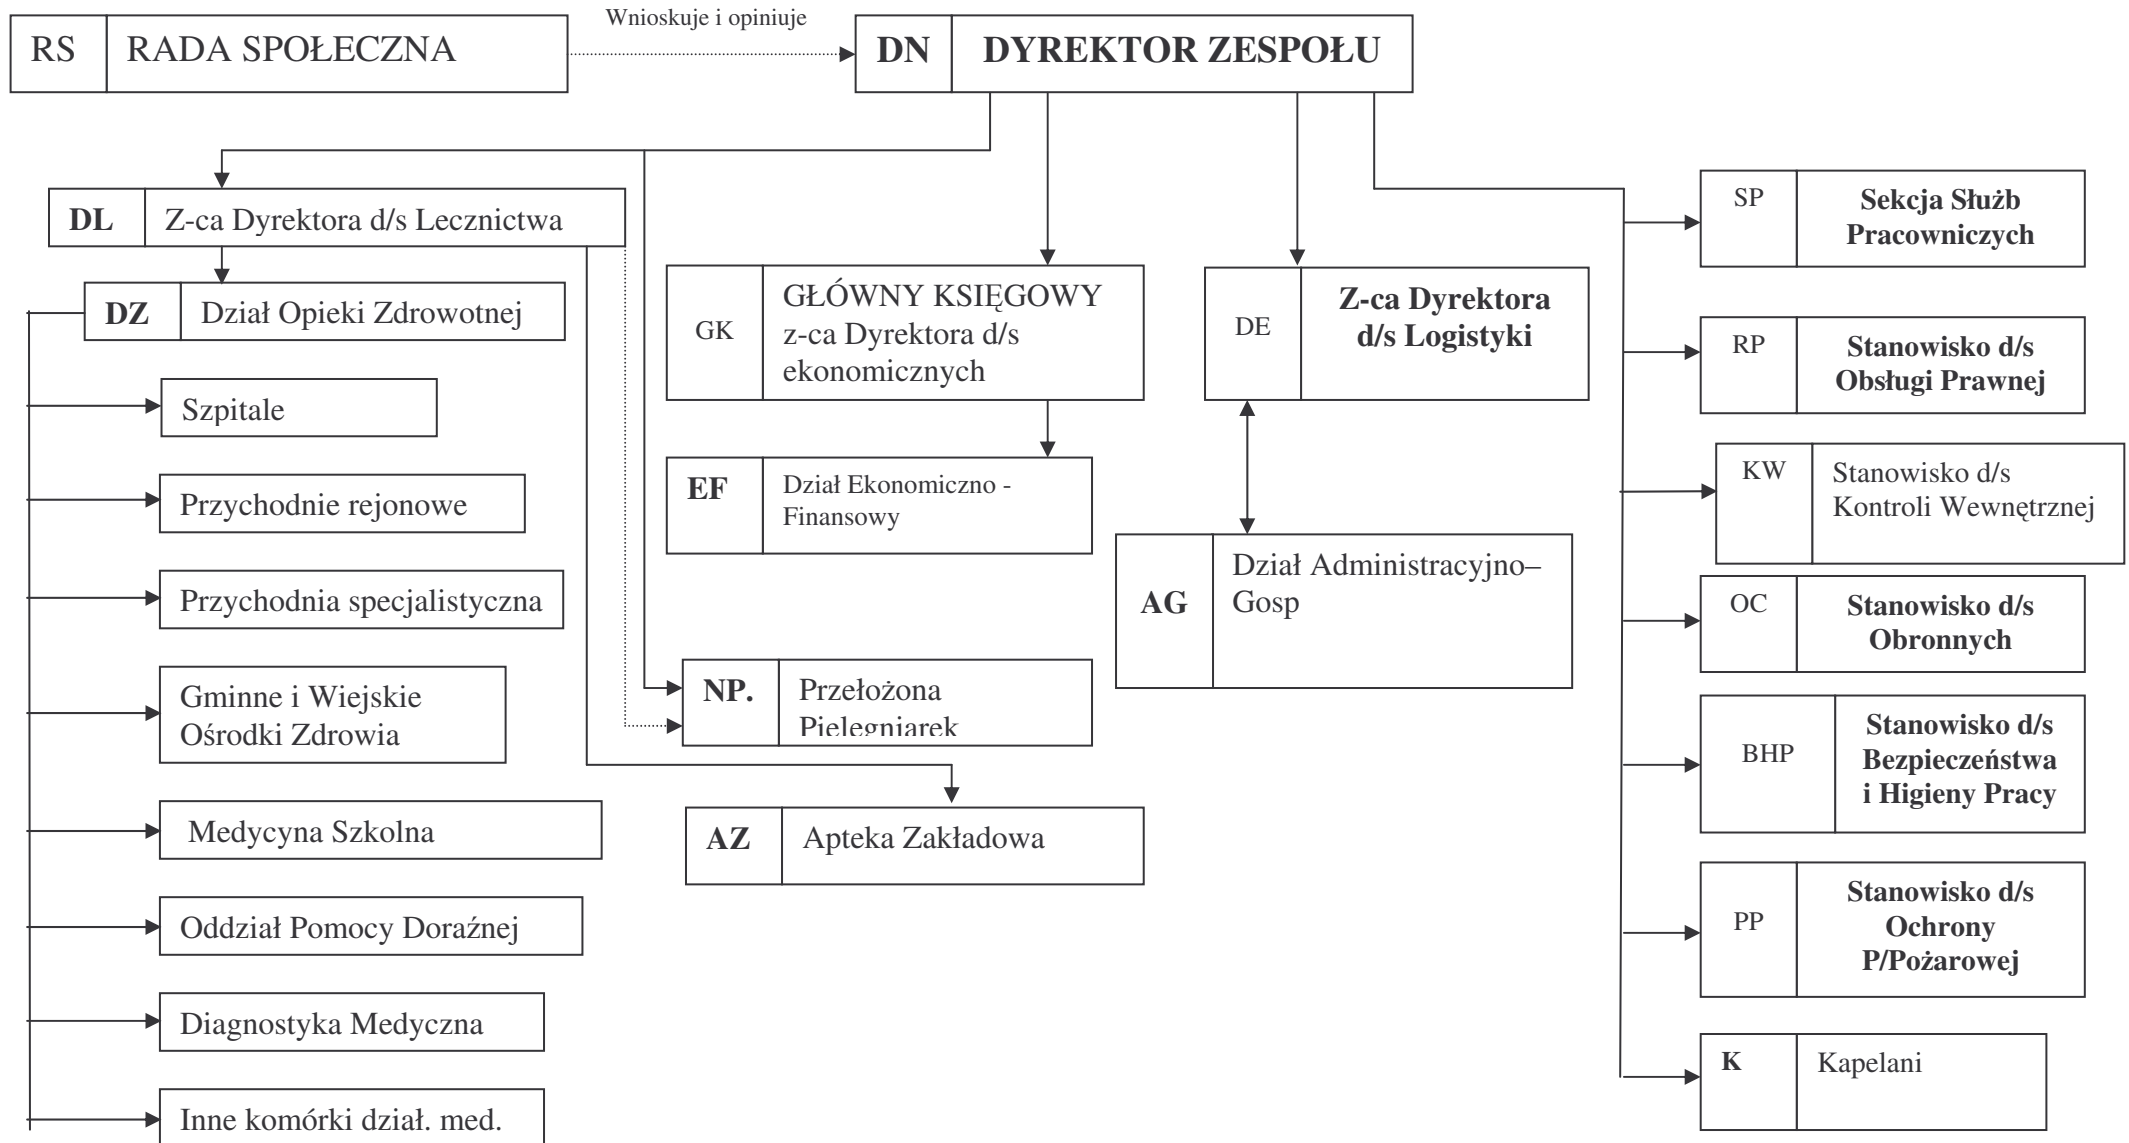 Wnioskuje i opiniuje
RS RADA SPOŁECZNA
DN DYREKTOR ZESPOŁU
DL Z-ca Dyrektora d/s Lecznictwa
DZ Dział Opieki Zdrowotnej
Szpitale
Przychodnie rejonowe
Przychodnia specjalistyczna
Gminne i Wiejskie
Ośrodki Zdrowia
Medycyna Szkolna
Oddział Pomocy Doraźnej
Diagnostyka Medyczna
Inne komórki dział. med.
GK
GŁÓWNY KSIĘGOWY
z-ca Dyrektora d/s
ekonomicznych
EF Dział Ekonomiczno -
Finansowy
NP. Przełożona
Pielęgniarek
AZ Apteka Zakładowa
DE
Z-ca Dyrektora
d/s Logistyki
AG
Dział Administracyjno–
Gosp
SP Sekcja Służb
Pracowniczych
RP Stanowisko d/s
Obsługi Prawnej
KW Stanowisko d/s
Kontroli Wewnętrznej
OC Stanowisko d/s
Obronnych
BHP
Stanowisko d/s
Bezpieczeństwa
i Higieny Pracy
PP
Stanowisko d/s
Ochrony
P/Pożarowej
K Kapelani